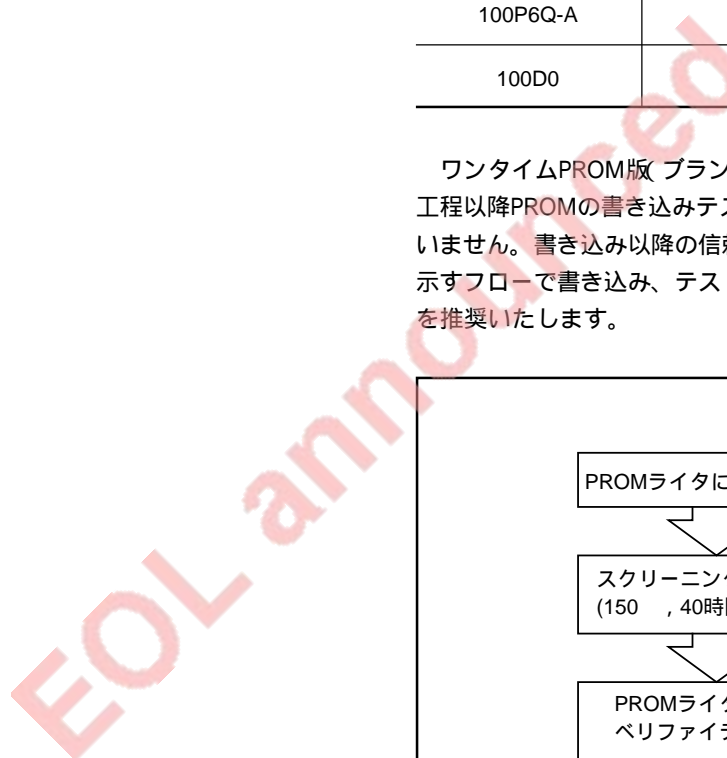 100P6Q-A
100D0
ワンタイムPROM版(ブラン
工程以降PROMの書き込みテス
いません。書き込み以降の信頼
示すフローで書き込み、テスト
を推奨いたします。
PROMライタに
スクリーニング
(150 ,40時間
PROMライタ
ベリファイテ
EOL announced